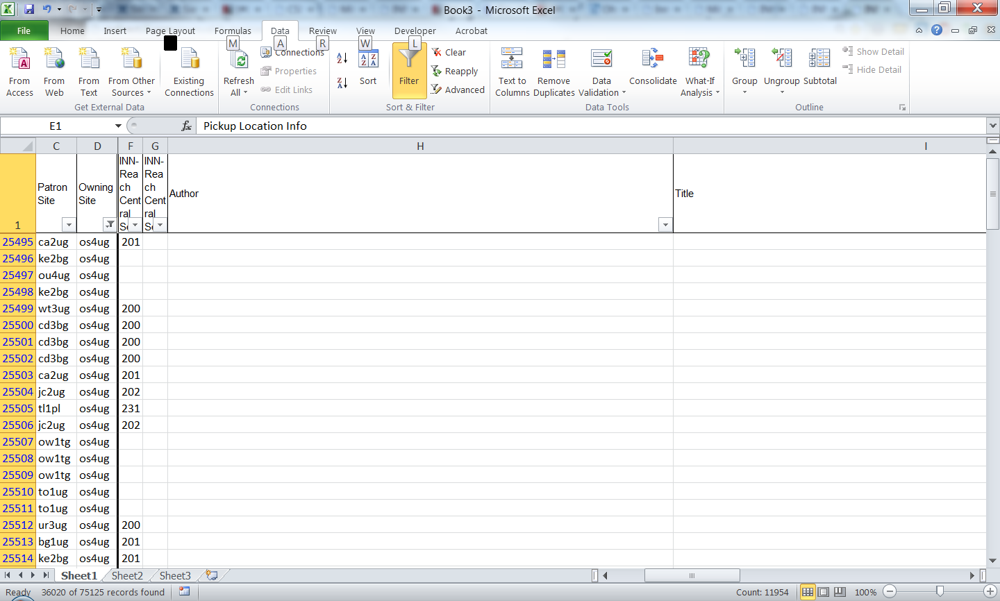 Book3 - Microsoft Excel
File Home Insert Page Layout Formulas Data Review View Developer Acrobat
M A R W L
From Access
From Web
From Text
From Other Sources
Existing Connections
Refresh All
Connections
Properties
Edit Links
A Z
Z A
Sort
Filter
Clear
Reapply
Advanced
Text to Columns
Remove Duplicates
Data Validation
Consolidate
What-If Analysis
Group
Ungroup
Subtotal
Show Detail
Hide Detail
Get External Data Connections Sort & Filter Data Tools Outline
E1 fx Pickup Location Info
C D F G H I
1 Patron Site Owning Site INN-Reach Central INN-Reach Central Author Title
25495 ca2ug os4ug 201
25496 ke2bg os4ug
25497 ou4ug os4ug
25498 ke2bg os4ug
25499 wt3ug os4ug 200
25500 cd3bg os4ug 200
25501 cd3bg os4ug 200
25502 cd3bg os4ug 200
25503 ca2ug os4ug 201
25504 jc2ug os4ug 202
25505 tl1pl os4ug 231
25506 jc2ug os4ug 202
25507 ow1tg os4ug
25508 ow1tg os4ug
25509 ow1tg os4ug
25510 to1ug os4ug
25511 to1ug os4ug
25512 ur3ug os4ug 200
25513 bg1ug os4ug 201
25514 ke2bg os4ug 201
Sheet1 Sheet2 Sheet3
Ready 36020 of 75125 records found Count: 11954 100%